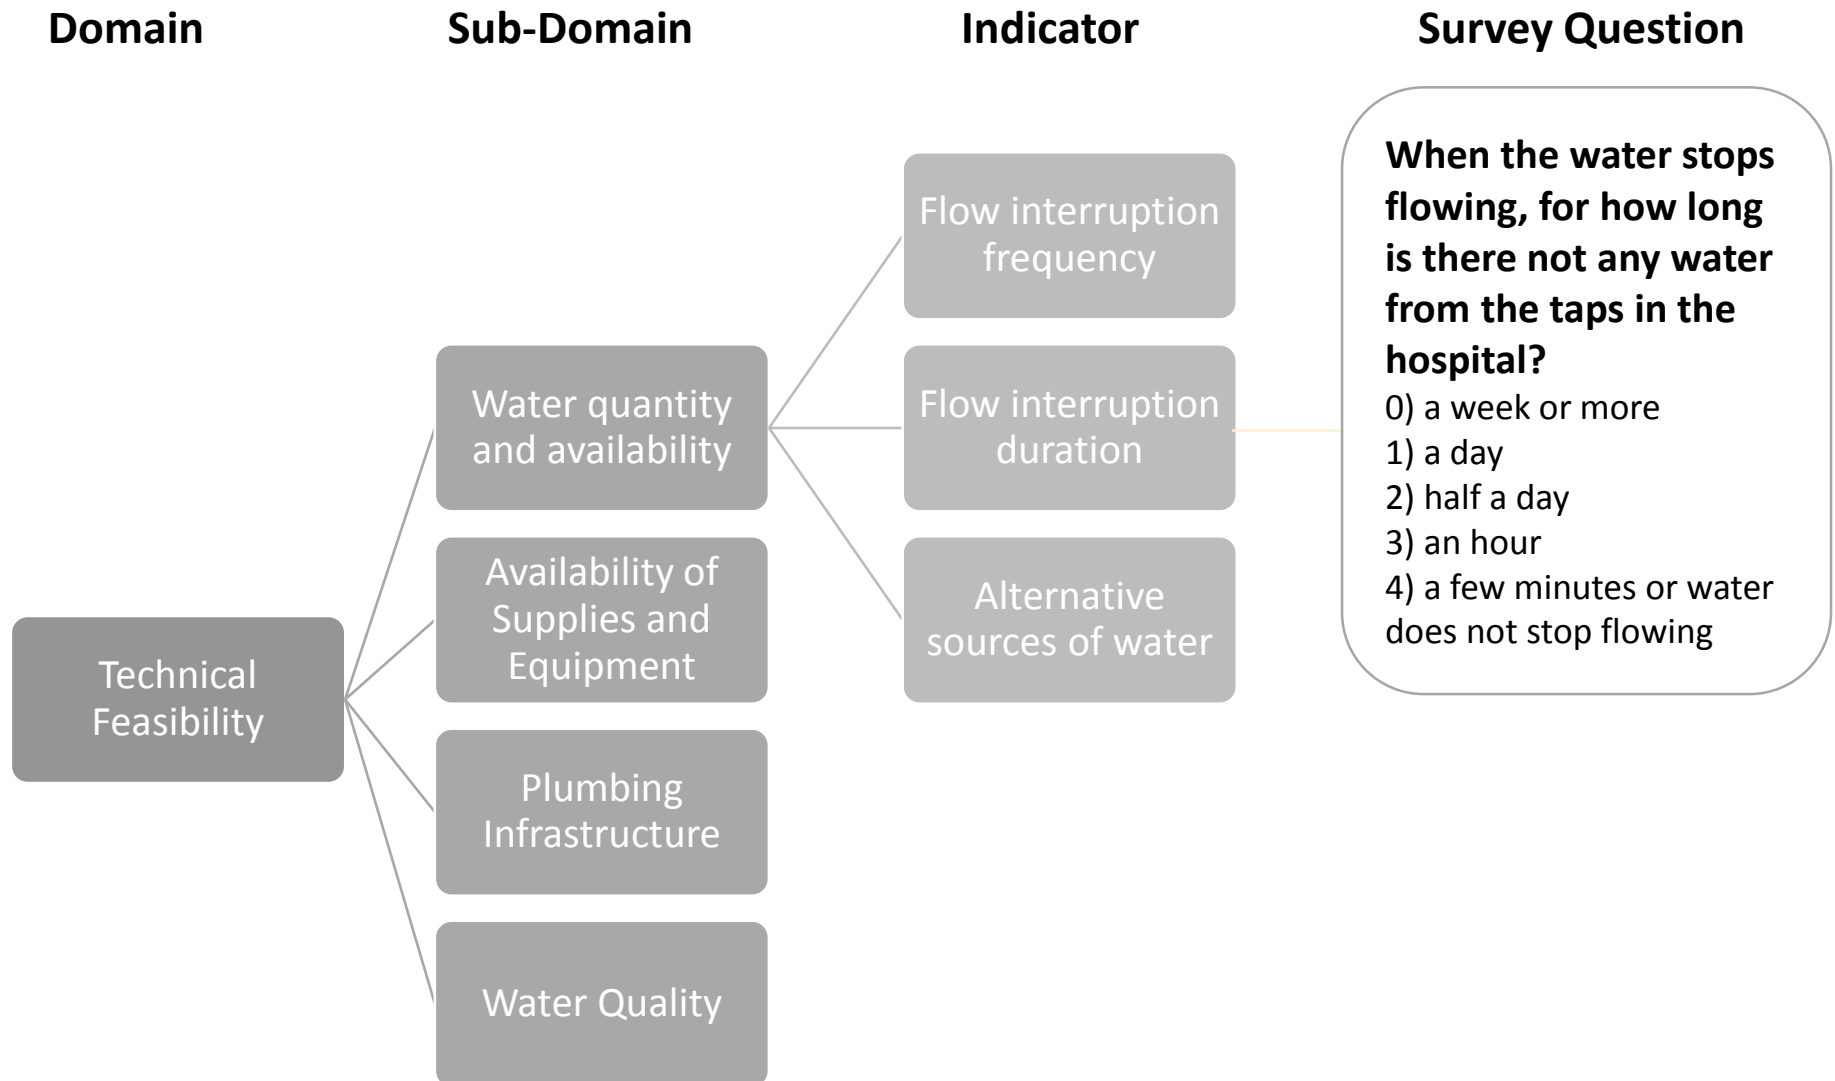 Domain
Sub-Domain
Indicator
Survey Question
Technical
Feasibility
Water quantity
and availability
Availability of
Supplies and
Equipment
Plumbing
Infrastructure
Water Quality
Flow interruption
frequency
Flow interruption
duration
Alternative
sources of water
When the water stops
flowing, for how long
is there not any water
from the taps in the
hospital?
0) a week or more
1) a day
2) half a day
3) an hour
4) a few minutes or water
does not stop flowing